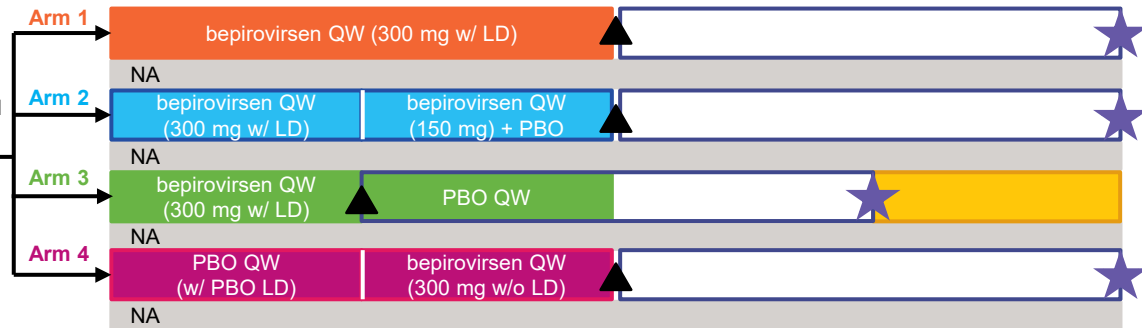 Arm 1
bepirovirsen QW (300 mg w/ LD)
NA
Arm 2
bepirovirsen QW
(300 mg w/ LD)
bepirovirsen QW
(150 mg) + PBO
NA
Arm 3
bepirovirsen QW
(300 mg w/ LD)
PBO QW
NA
Arm 4
PBO QW
(w/ PBO LD)
bepirovirsen QW
(300 mg w/o LD)
NA